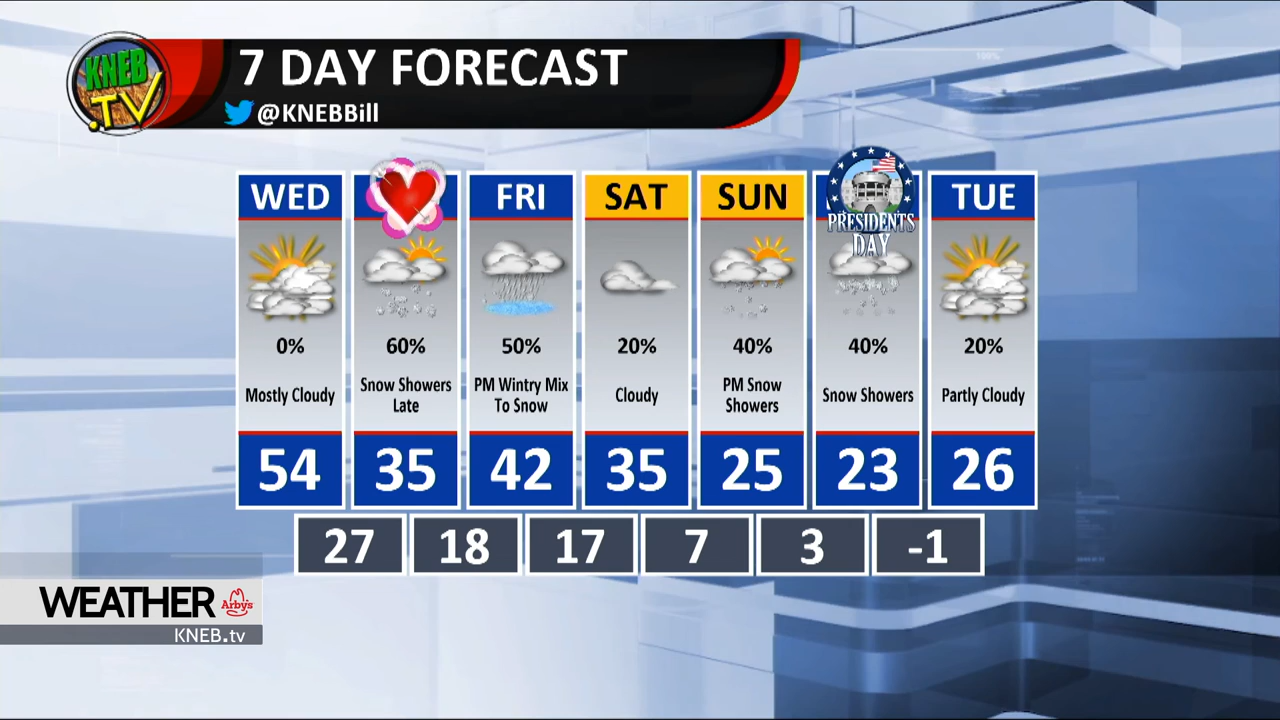 KNEB
.TV
7 DAY FORECAST
@KNEBBill
WED
FRI
SAT
SUN
PRESIDENTS
DAY
TUE
0%
60%
50%
20%
40%
40%
20%
Mostly Cloudy
Snow Showers
Late
PM Wintry Mix
To Snow
Cloudy
PM Snow
Showers
Snow Showers
Partly Cloudy
54
35
42
35
25
23
26
27
18
17
7
3
-1
WEATHER
Arby's
KNEB.tv